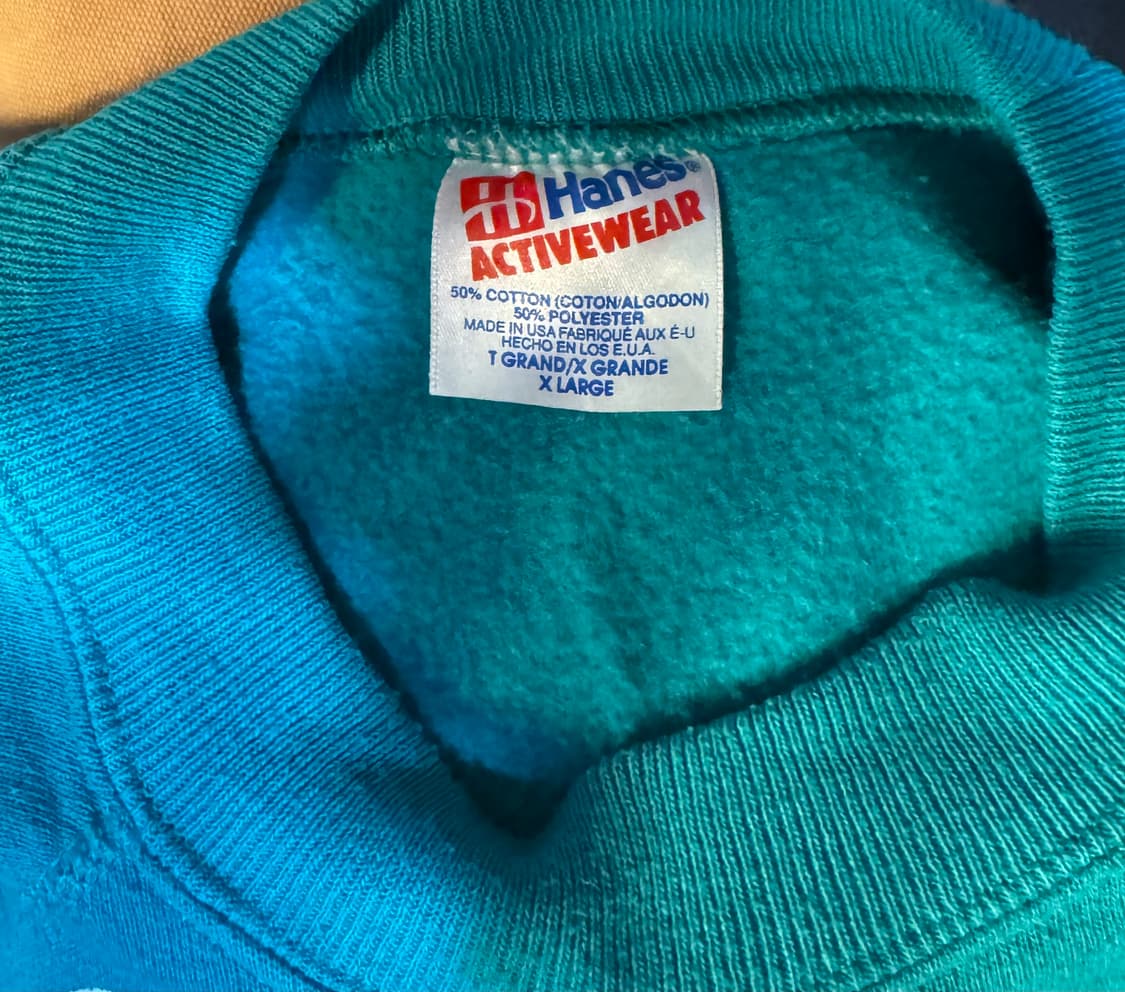 Hanes®
ACTIVEWEAR
50% COTTON (COTON/ALGODON)
50% POLYESTER
MADE IN USA FABRIQUÉ AUX É-U
HECHO EN LOS E.U.A.
T GRAND/X GRANDE
X LARGE